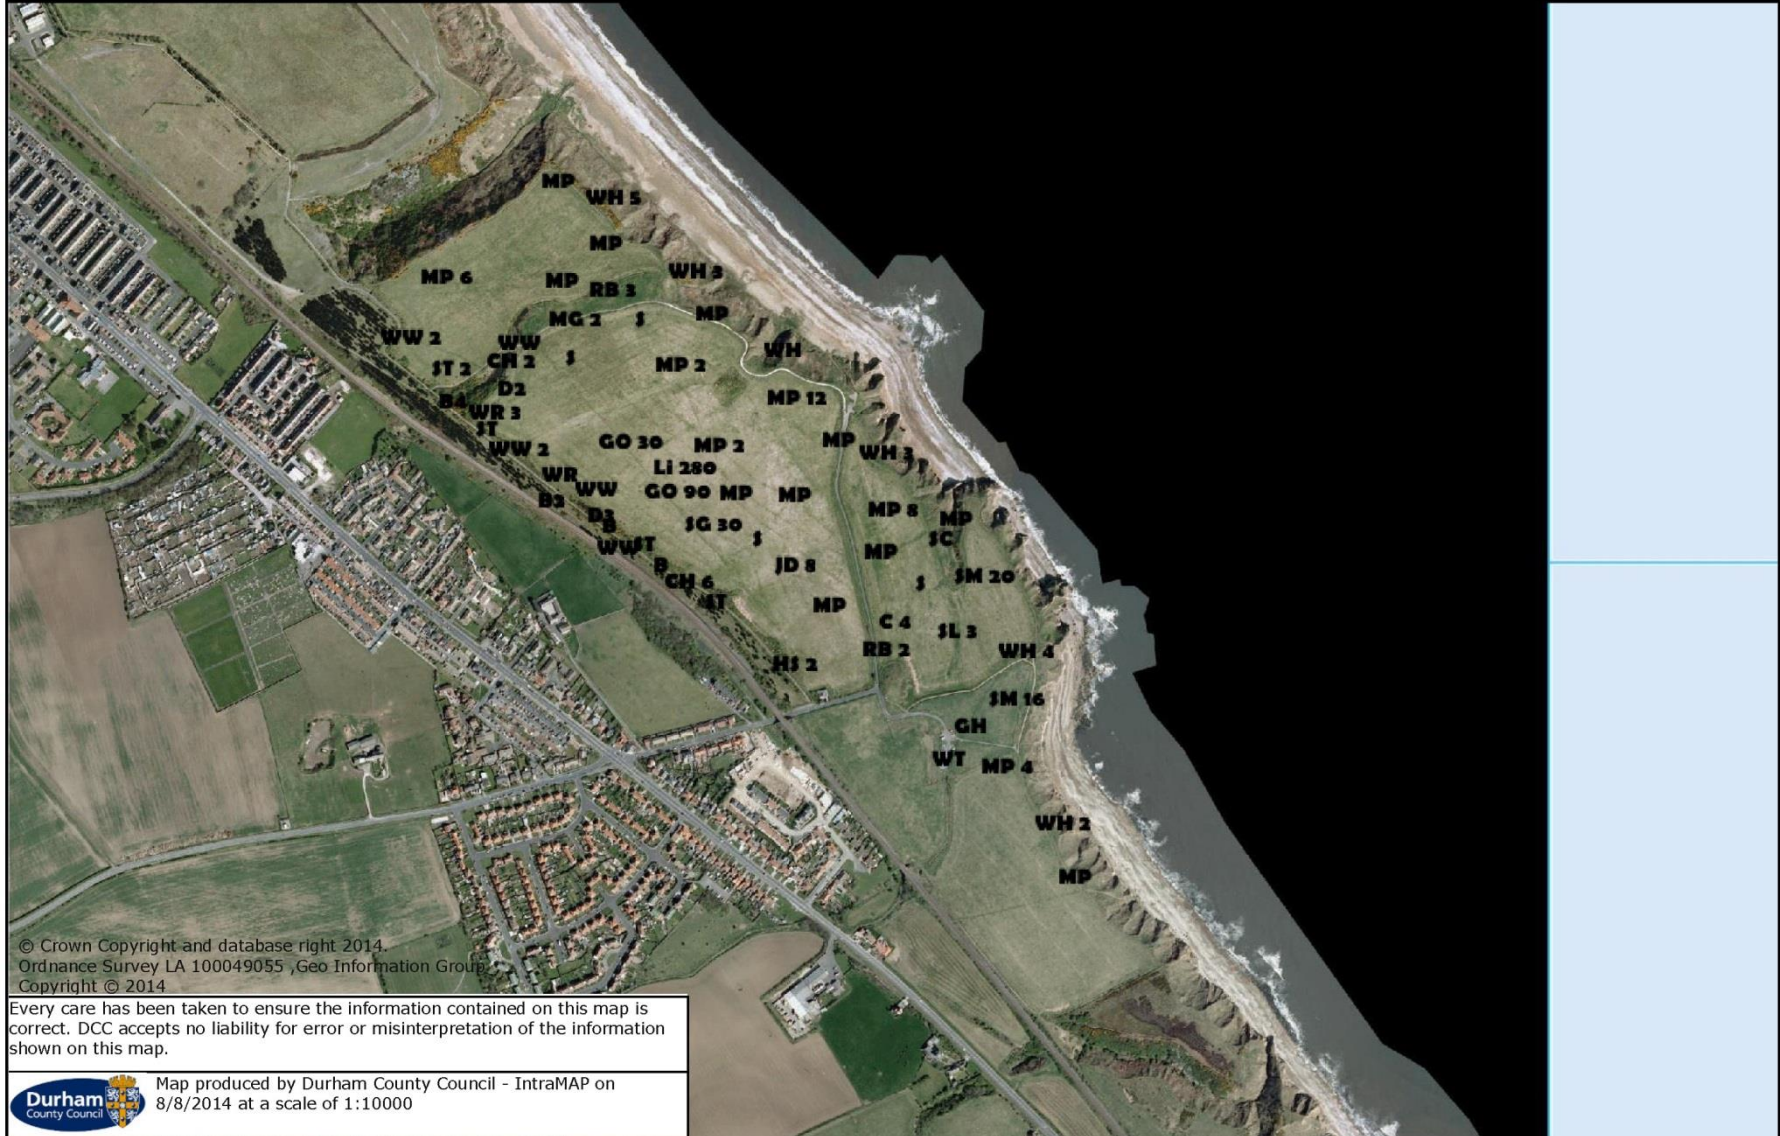 MP
WH 5
MP
WH 3
MP 6
MP
RB 3
MP
MG 2
S
WW 2
WW
WH
CH 2
S
MP 2
ST 2
D2
MP 12
B4
WR 3
ST
MP
GO 30
MP 2
WW 2
WH 3
Li 280
WR
WW
GO 90 MP
MP
B2
MP 8
D3
MP
B
SG 30
S
SC
WW
ST
MP
B
JD 8
CH 6
S
SM 20
ST
MP
C 4
SL 3
RB 2
WH 4
HS 2
SM 16
GH
WT
MP 4
WH 2
MP
© Crown Copyright and database right 2014.
Ordnance Survey LA 100049055 ,Geo Information Group
Copyright © 2014
Every care has been taken to ensure the information contained on this map is
correct. DCC accepts no liability for error or misinterpretation of the information
shown on this map.
Durham
County Council
Map produced by Durham County Council - IntraMAP on
8/8/2014 at a scale of 1:10000